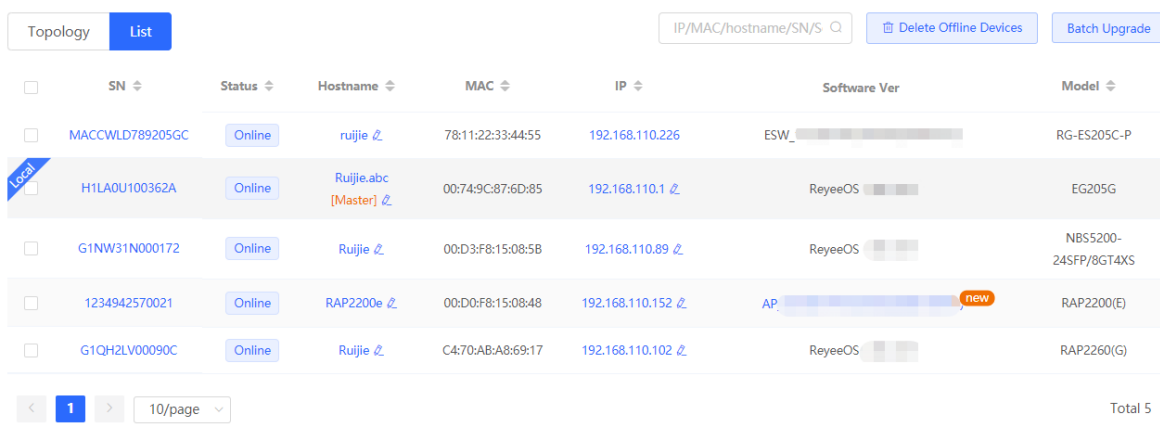 Topology List IP/MAC/hostname/SN/S Delete Offline Devices Batch Upgrade
SN Status Hostname MAC IP Software Ver Model
MACCWLD789205GC Online ruijie 78:11:22:33:44:55 192.168.110.226 ESW_ RG-ES205C-P
Local
H1LA0U100362A Online Ruijie.abc 00:74:9C:87:6D:85 192.168.110.1 ReyeeOS EG205G
[Master]
G1NW31N000172 Online Ruijie 00:D3:F8:15:08:5B 192.168.110.89 ReyeeOS NBS5200-
24SFP/8GT4XS
1234942570021 Online RAP2200e 00:D0:F8:15:08:48 192.168.110.152 AP_ new RAP2200(E)
G1QH2LV00090C Online Ruijie C4:70:AB:A8:69:17 192.168.110.102 ReyeeOS RAP2260(G)
< 1 > 10/page Total 5